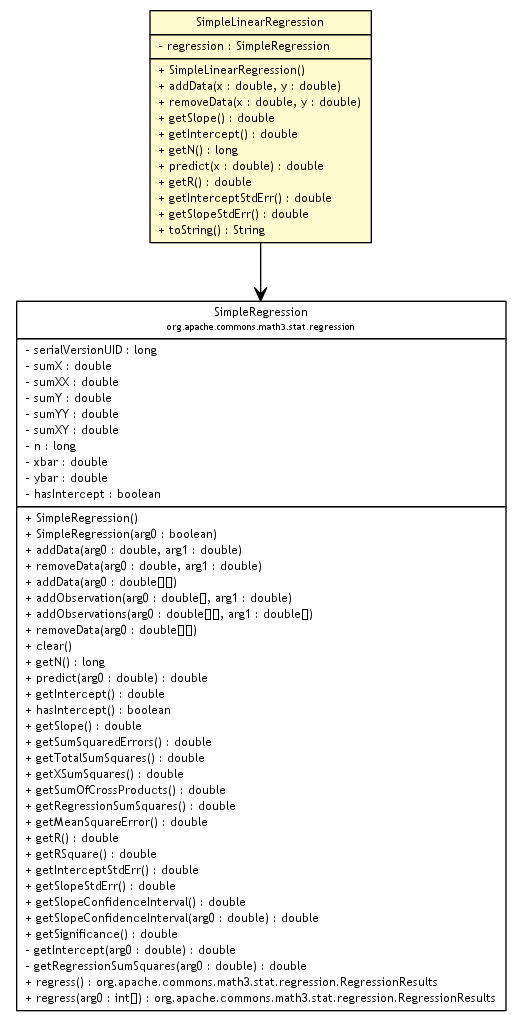 SimpleLinearRegression
- regression : SimpleRegression
+ SimpleLinearRegression()
+ addData(x : double, y : double)
+ removeData(x : double, y : double)
+ getSlope() : double
+ getIntercept() : double
+ getN() : long
+ predict(x : double) : double
+ getR() : double
+ getInterceptStdErr() : double
+ getSlopeStdErr() : double
+ toString() : String
SimpleRegression
org.apache.commons.math3.stat.regression
- serialVersionUID : long
- sumX : double
- sumXX : double
- sumY : double
- sumYY : double
- sumXY : double
- n : long
- xbar : double
- ybar : double
- hasIntercept : boolean
+ SimpleRegression()
+ SimpleRegression(arg0 : boolean)
+ addData(arg0 : double, arg1 : double)
+ removeData(arg0 : double, arg1 : double)
+ addData(arg0 : double[][])
+ addObservation(arg0 : double[], arg1 : double)
+ addObservations(arg0 : double[][], arg1 : double[])
+ removeData(arg0 : double[][])
+ clear()
+ getN() : long
+ predict(arg0 : double) : double
+ getIntercept() : double
+ hasIntercept() : boolean
+ getSlope() : double
+ getSumSquaredErrors() : double
+ getTotalSumSquares() : double
+ getXSumSquares() : double
+ getSumOfCrossProducts() : double
+ getRegressionSumSquares() : double
+ getMeanSquareError() : double
+ getR() : double
+ getRSquare() : double
+ getInterceptStdErr() : double
+ getSlopeStdErr() : double
+ getSlopeConfidenceInterval() : double
+ getSlopeConfidenceInterval(arg0 : double) : double
+ getSignificance() : double
- getIntercept(arg0 : double) : double
- getRegressionSumSquares(arg0 : double) : double
+ regress() : org.apache.commons.math3.stat.regression.RegressionResults
+ regress(arg0 : int[]) : org.apache.commons.math3.stat.regression.RegressionResults